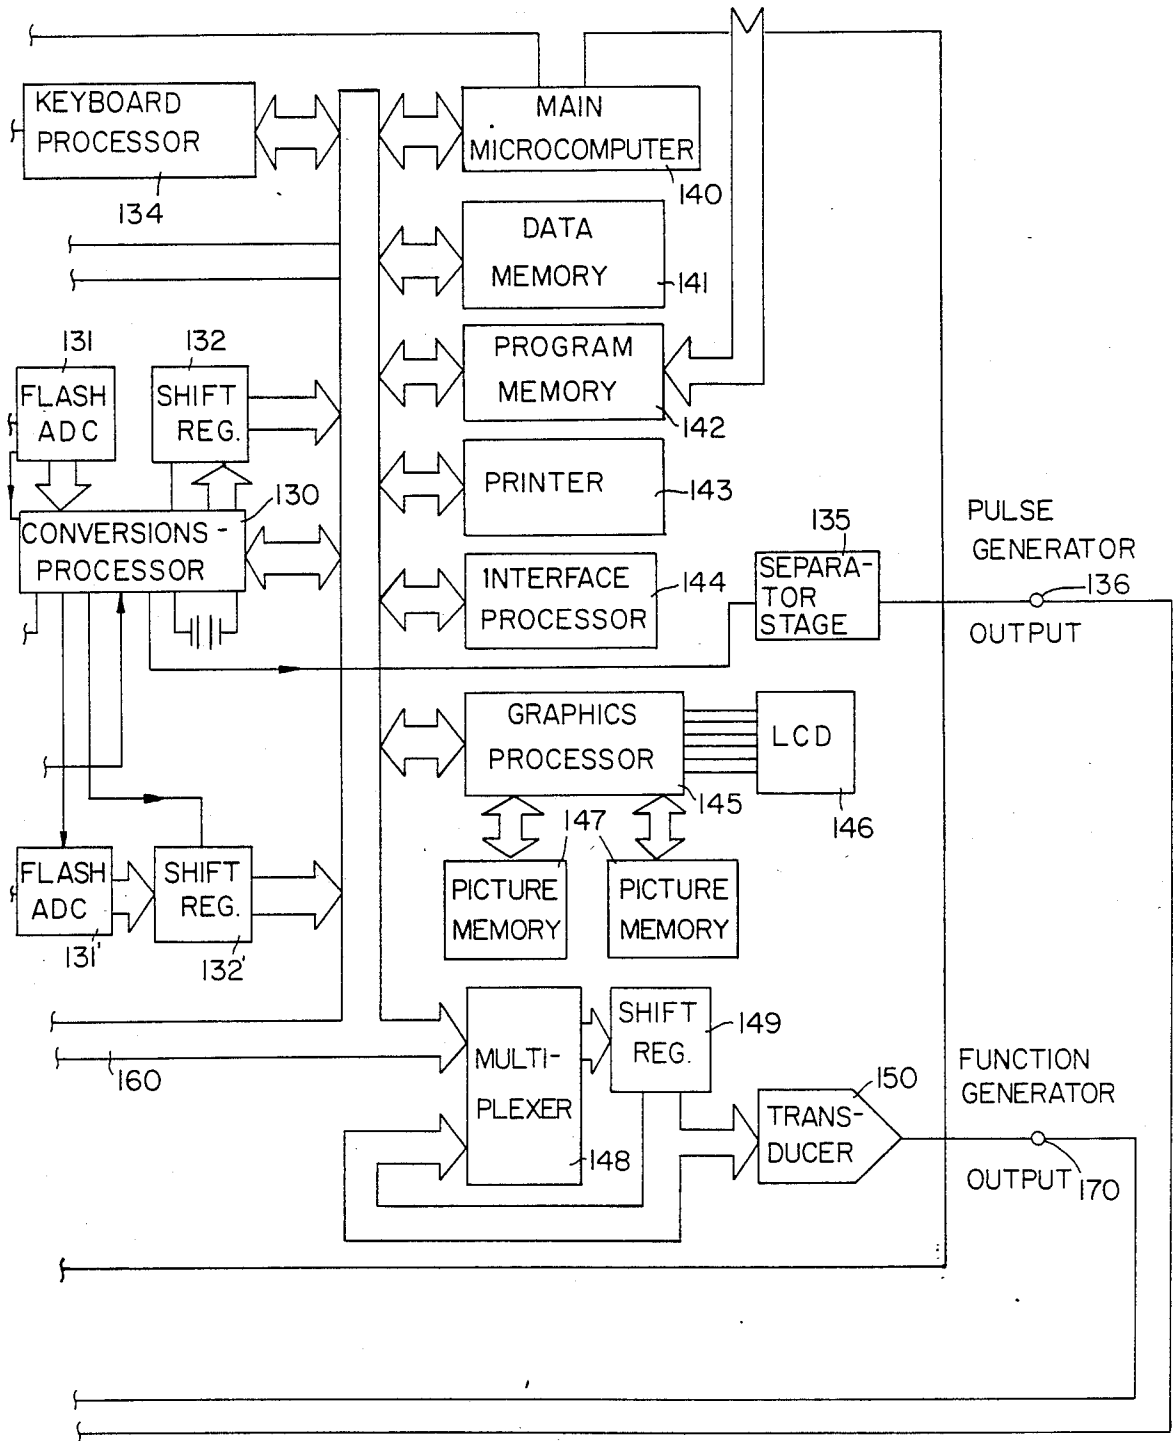 KEYBOARD
PROCESSOR
134
MAIN
MICROCOMPUTER
140
DATA
MEMORY
141
131
FLASH
ADC
132
SHIFT
REG.
PROGRAM
MEMORY
142
PRINTER
143
130
CONVERSIONS-
PROCESSOR
INTERFACE
PROCESSOR
144
135
SEPARA-
TOR
STAGE
PULSE
GENERATOR
136
OUTPUT
GRAPHICS
PROCESSOR
145
LCD
146
147
PICTURE
MEMORY
PICTURE
MEMORY
FLASH
ADC
131'
SHIFT
REG.
132'
160
MULTI-
PLEXER
148
SHIFT
REG.
149
150
TRANS-
DUCER
FUNCTION
GENERATOR
OUTPUT
170